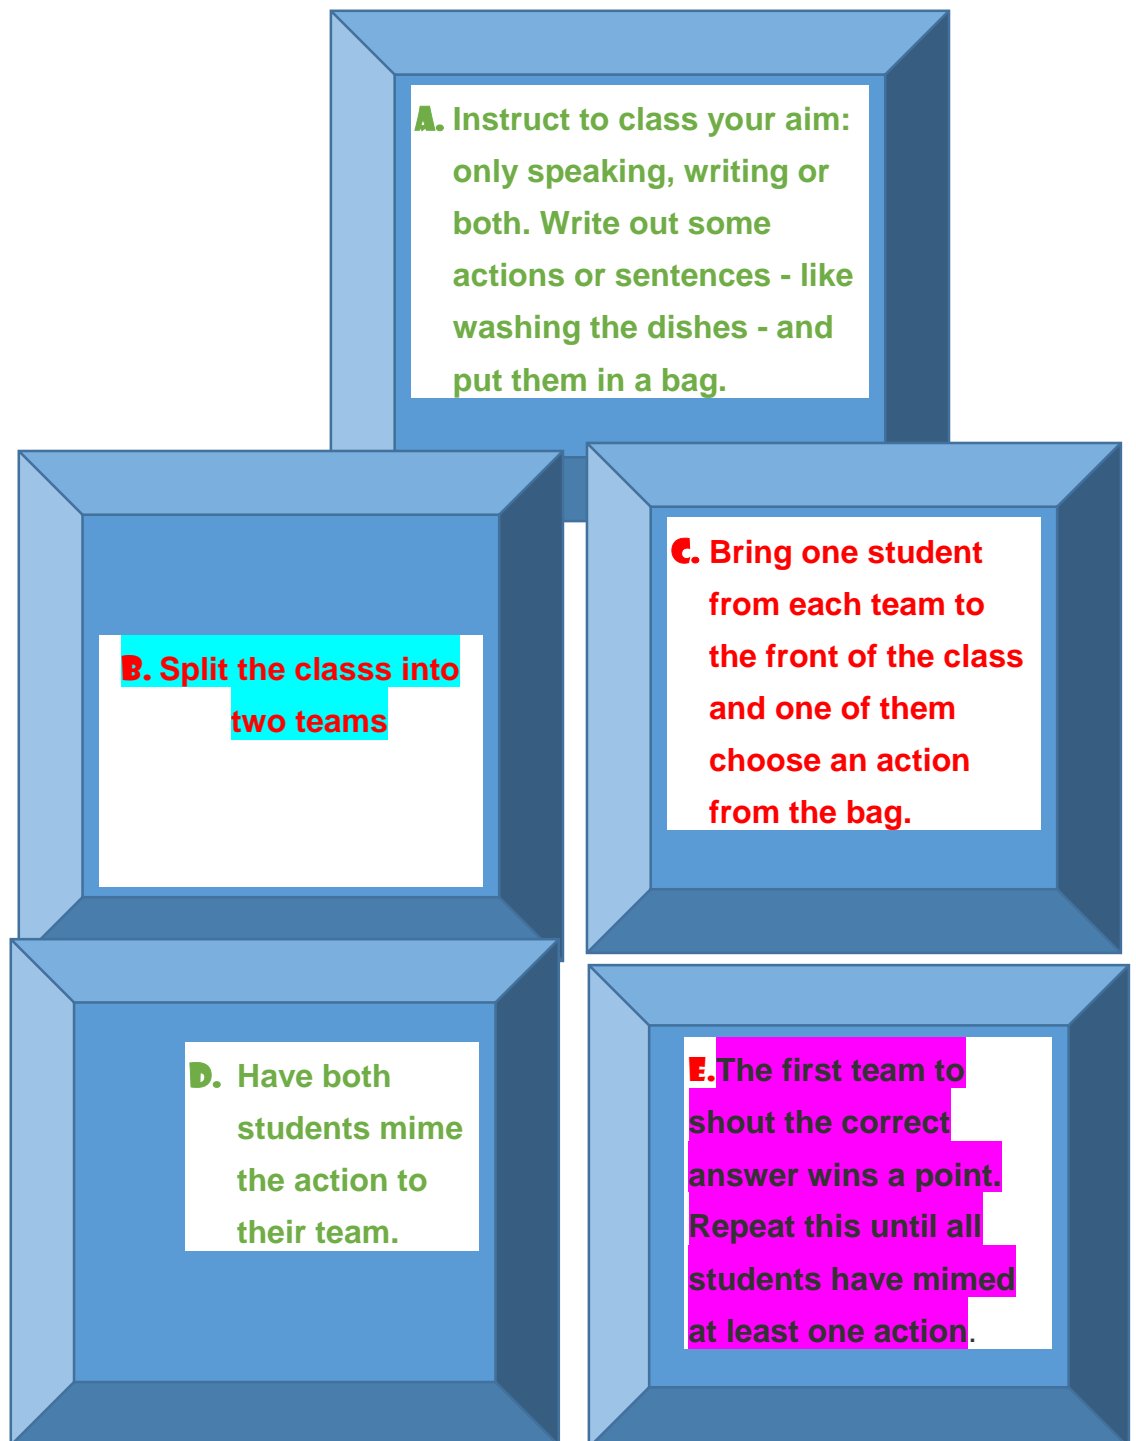 A. Instruct to class your aim:
only speaking, writing or
both. Write out some
actions or sentences - like
washing the dishes - and
put them in a bag.
B. Split the classs into
two teams
C. Bring one student
from each team to
the front of the class
and one of them
choose an action
from the bag.
D. Have both
students mime
the action to
their team.
E.The first team to
shout the correct
answer wins a point.
Repeat this until all
students have mimed
at least one action.